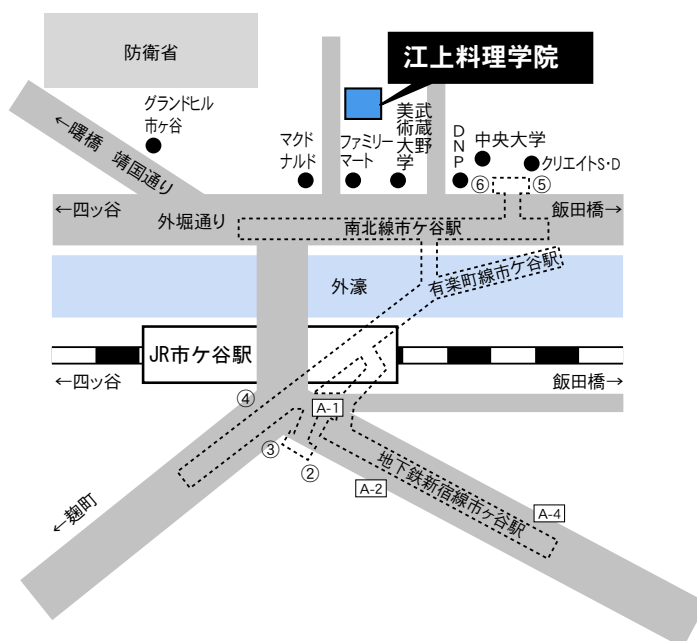 防衛省
江上料理学院
グランドヒル
市ヶ谷
←曙橋 靖国通り
マクド
ナルド
ファミリー
マート
武蔵野
美術大学
DNP
中央大学
クリエイトS・D
⑥
⑤
←四ッ谷
外堀通り
南北線市ケ谷駅
飯田橋→
有楽町線市ケ谷駅
外濠
JR市ケ谷駅
←四ッ谷
飯田橋→
④
A-1
③
②
A-2
地下鉄新宿線市ヶ谷駅
A-4
←麹町